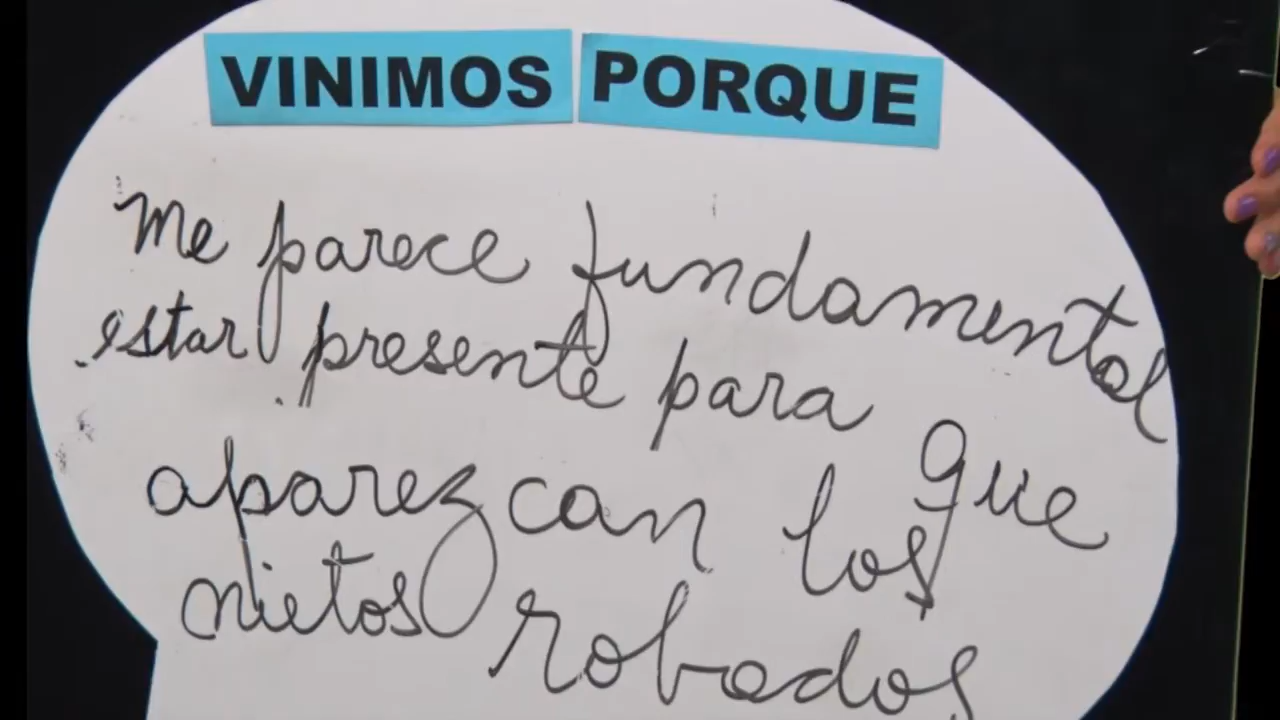 VINIMOS PORQUE
Me parece fundamental
estar presente para que
aparezcan los
nietos robados